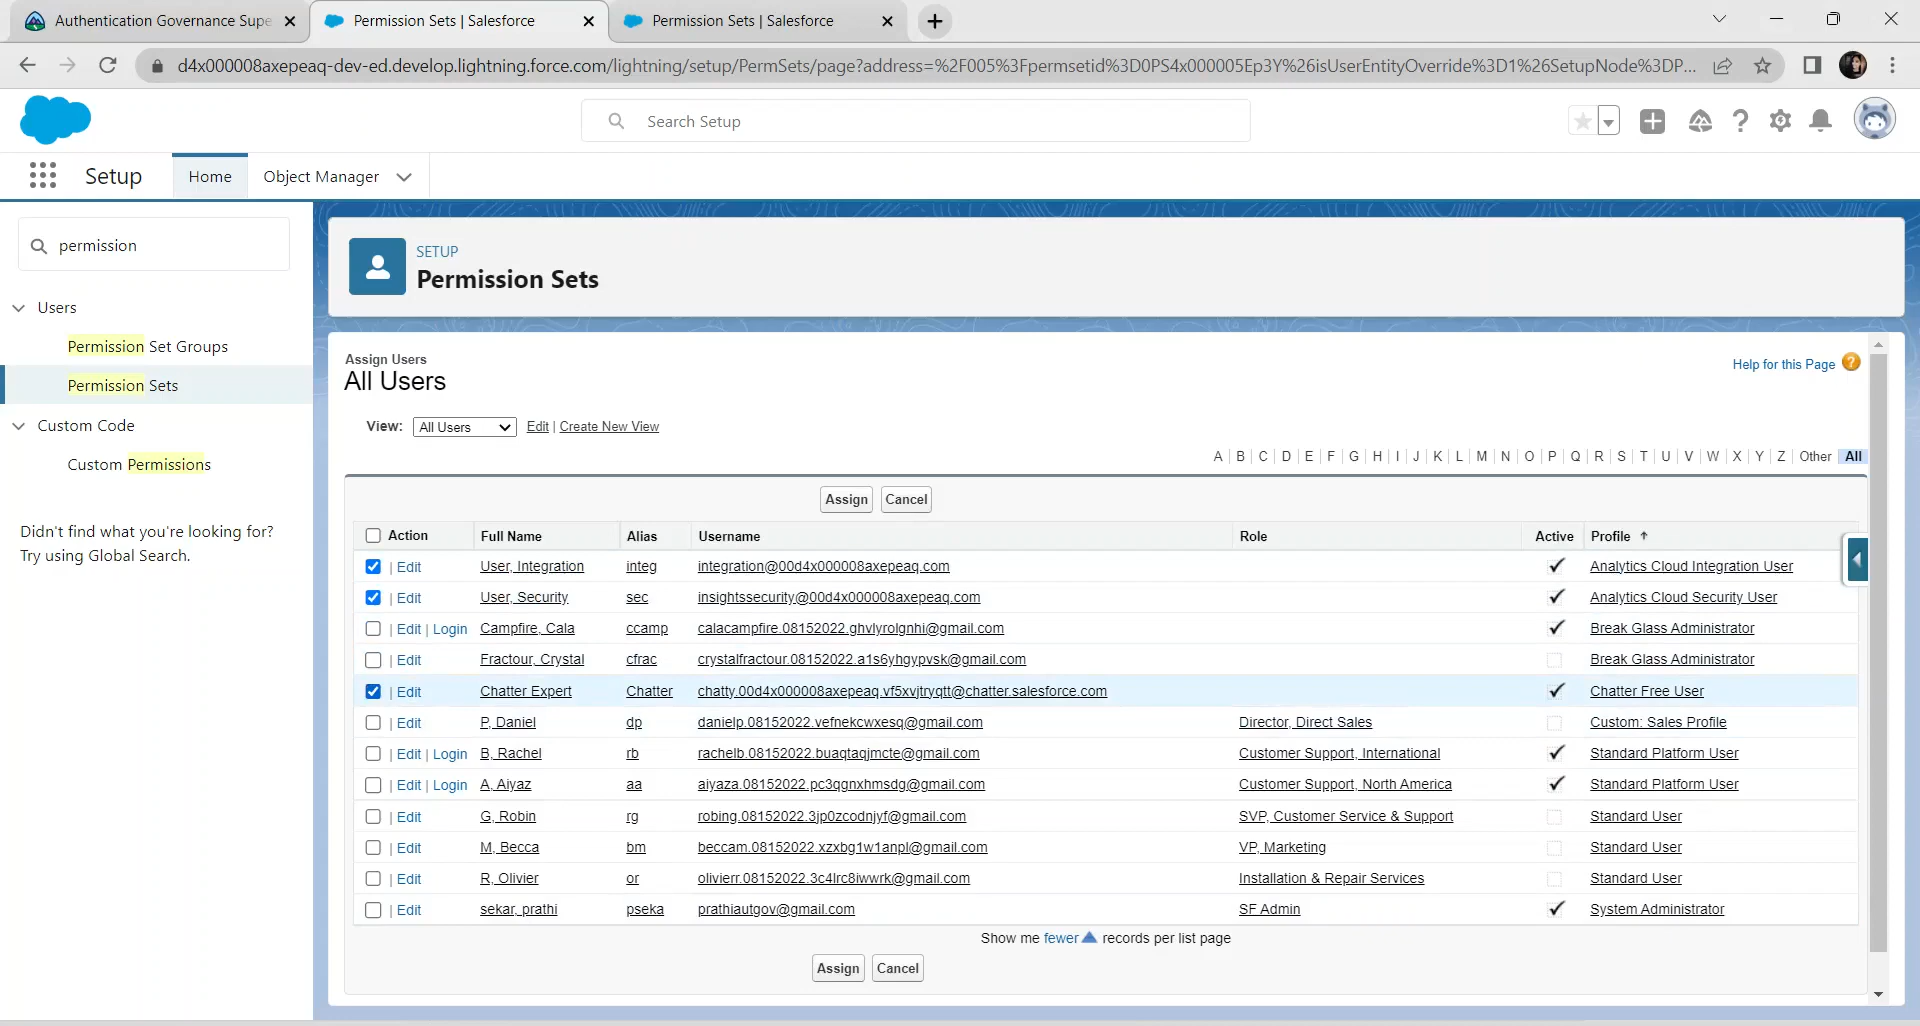 Authentication Governance Supe
Permission Sets | Salesforce
Permission Sets | Salesforce
d4x000008axepeaq-dev-ed.develop.lightning.force.com/lightning/setup/PermSets/page?address=%2F005%3Fpermsetid%3D0PS4x000005Ep3Y%26isUserEntityOverride%3D1%26SetupNode%3DP...
Search Setup
Setup Home Object Manager
permission
Users
Permission Set Groups
Permission Sets
Custom Code
Custom Permissions
Didn't find what you're looking for?
Try using Global Search.
SETUP
Permission Sets
Assign Users
All Users
Help for this Page ?
View: All Users Edit | Create New View
A | B | C | D | E | F | G | H | I | J | K | L | M | N | O | P | Q | R | S | T | U | V | W | X | Y | Z | Other | All
Assign Cancel
Action Full Name Alias Username Role Active Profile
| Edit User, Integration integ integration@00d4x000008axepeaq.com Analytics Cloud Integration User
| Edit User, Security sec insightssecurity@00d4x000008axepeaq.com Analytics Cloud Security User
| Edit | Login Campfire, Cala ccamp calacampfire.08152022.ghvlyrolgnhi@gmail.com Break Glass Administrator
| Edit Fractour, Crystal cfrac crystalfractour.08152022.a1s6yhgypvsk@gmail.com Break Glass Administrator
| Edit Chatter Expert Chatter chatty.00d4x000008axepeaq.vf5xvjtryqtt@chatter.salesforce.com Chatter Free User
| Edit P, Daniel dp danielp.08152022.vefnekcwxesq@gmail.com Director, Direct Sales Custom: Sales Profile
| Edit | Login B, Rachel rb rachelb.08152022.buaqtaqjmcte@gmail.com Customer Support, International Standard Platform User
| Edit | Login A, Aiyaz aa aiyaza.08152022.pc3qgnxhmsdg@gmail.com Customer Support, North America Standard Platform User
| Edit G, Robin rg robing.08152022.3jp0zcodnjyf@gmail.com SVP, Customer Service & Support Standard User
| Edit M, Becca bm beccam.08152022.xzxbg1w1anpl@gmail.com VP, Marketing Standard User
| Edit R, Olivier or olivierr.08152022.3c4lrc8iwwrk@gmail.com Installation & Repair Services Standard User
| Edit sekar, prathi pseka prathiautgov@gmail.com SF Admin System Administrator
Show me fewer records per list page
Assign Cancel